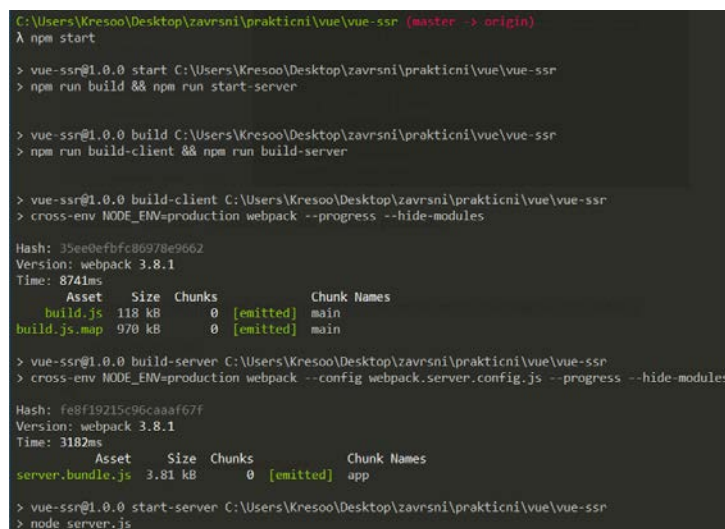 C:\Users\Kresoo\Desktop\zavrsni\prakticni\vue\vue-ssr (master -> origin)
λ npm start
> vue-ssr@1.0.0 start C:\Users\Kresoo\Desktop\zavrsni\prakticni\vue\vue-ssr
> npm run build && npm run start-server
> vue-ssr@1.0.0 build C:\Users\Kresoo\Desktop\zavrsni\prakticni\vue\vue-ssr
> npm run build-client && npm run build-server
> vue-ssr@1.0.0 build-client C:\Users\Kresoo\Desktop\zavrsni\prakticni\vue\vue-ssr
> cross-env NODE_ENV=production webpack --progress --hide-modules
Hash: 35ee0efbfc86978e9662
Version: webpack 3.8.1
Time: 8741ms
Asset Size Chunks Chunk Names
build.js 118 kB 0 [emitted] main
build.js.map 970 kB 0 [emitted] main
> vue-ssr@1.0.0 build-server C:\Users\Kresoo\Desktop\zavrsni\prakticni\vue\vue-ssr
> cross-env NODE_ENV=production webpack --config webpack.server.config.js --progress --hide-modules
Hash: fe8f19215c96caaaf67f
Version: webpack 3.8.1
Time: 3182ms
Asset Size Chunks Chunk Names
server.bundle.js 3.81 kB 0 [emitted] app
> vue-ssr@1.0.0 start-server C:\Users\Kresoo\Desktop\zavrsni\prakticni\vue\vue-ssr
> node server.js